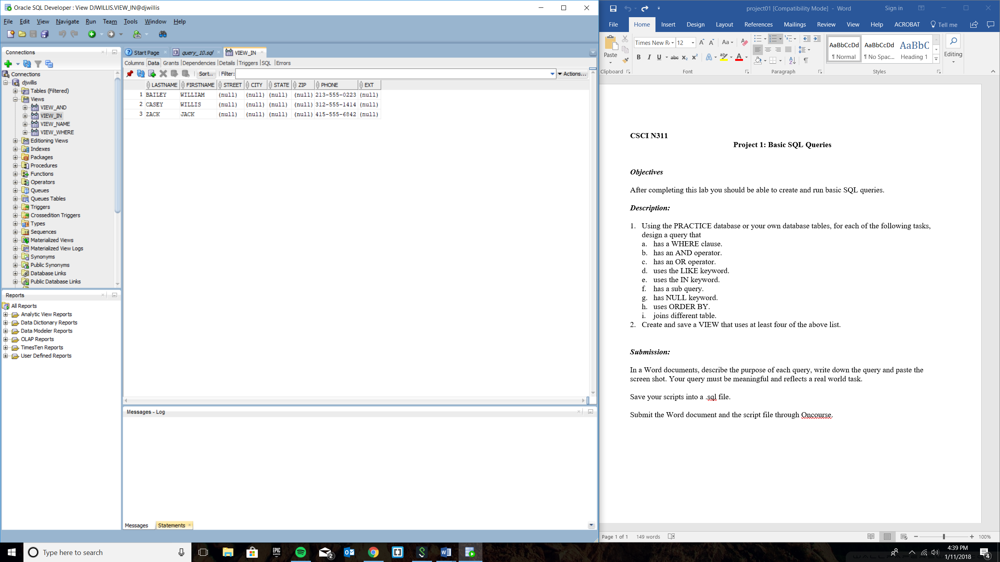 Oracle SQL Developer : View DJWILLIS.VIEW_IN@djwillis
File Edit View Navigate Run Team Tools Window Help
Connections
Connections
djwillis
Tables (Filtered)
Views
VIEW_AND
VIEW_IN
VIEW_NAME
VIEW_WHERE
Editioning Views
Indexes
Packages
Procedures
Functions
Operators
Queues
Queues Tables
Triggers
Crossedition Triggers
Types
Sequences
Materialized Views
Materialized View Logs
Synonyms
Public Synonyms
Database Links
Public Database Links
Reports
All Reports
Analytic View Reports
Data Dictionary Reports
Data Modeler Reports
OLAP Reports
TimesTen Reports
User Defined Reports
Start Page query_10.sql VIEW_IN
Columns Data Grants Dependencies Details Triggers SQL Errors
Sort.. Filter: Actions...
LASTNAME FIRSTNAME STREET CITY STATE ZIP PHONE EXT
1 BAILEY WILLIAM (null) (null) (null) (null) 213-555-0223 (null)
2 CASEY WILLIS (null) (null) (null) (null) 312-555-1414 (null)
3 ZACK JACK (null) (null) (null) (null) 415-555-6842 (null)
Messages - Log
Messages Statements
project01 [Compatibility Mode] - Word Sign in
File Home Insert Design Layout References Mailings Review View Help ACROBAT Tell me
Paste
Times New R 12 Aa
B I U abc X₂ X² A ab A
AaBbCcDd AaBbCcDd AaBbC
¶ Normal ¶ No Spac... Heading 1
Editing
Clipboard Font Paragraph Styles
CSCI N311
Project 1: Basic SQL Queries
Objectives
After completing this lab you should be able to create and run basic SQL queries.
Description:
1. Using the PRACTICE database or your own database tables, for each of the following tasks,
design a query that
a. has a WHERE clause.
b. has an AND operator.
c. has an OR operator.
d. uses the LIKE keyword.
e. uses the IN keyword.
f. has a sub query.
g. has NULL keyword.
h. uses ORDER BY.
i. joins different table.
2. Create and save a VIEW that uses at least four of the above list.
Submission:
In a Word documents, describe the purpose of each query, write down the query and paste the
screen shot. Your query must be meaningful and reflects a real world task.
Save your scripts into a .sql file.
Submit the Word document and the script file through Oncourse.
Page 1 of 1 149 words 100%
Type here to search
EPIC GAMES
2
4:39 PM
1/11/2018
4